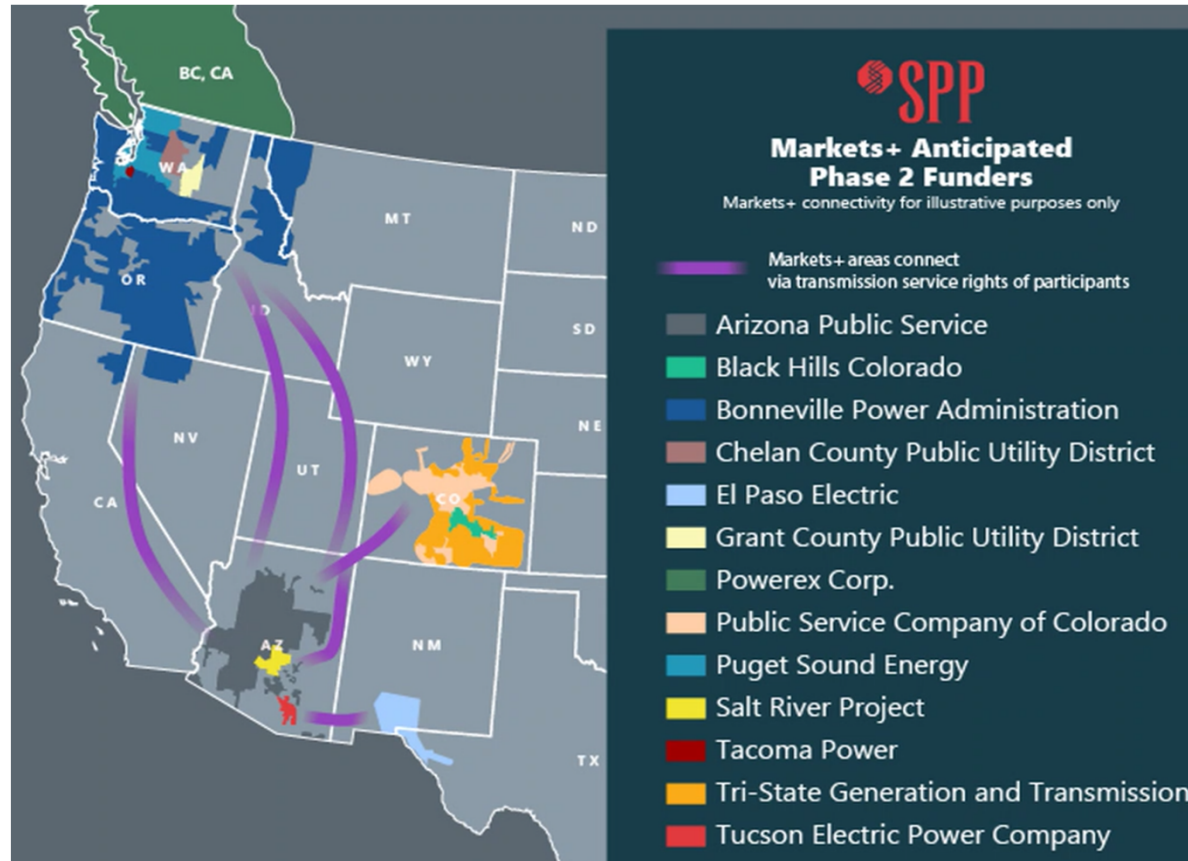 BC, CA
WA
MT
ND
OR
ID
SD
WY
NE
NV
UT
CA
CO
AZ
NM
TX
SPP
Markets+ Anticipated
Phase 2 Funders
Markets+ connectivity for illustrative purposes only
Markets+ areas connect
via transmission service rights of participants
Arizona Public Service
Black Hills Colorado
Bonneville Power Administration
Chelan County Public Utility District
El Paso Electric
Grant County Public Utility District
Powerex Corp.
Public Service Company of Colorado
Puget Sound Energy
Salt River Project
Tacoma Power
Tri-State Generation and Transmission
Tucson Electric Power Company